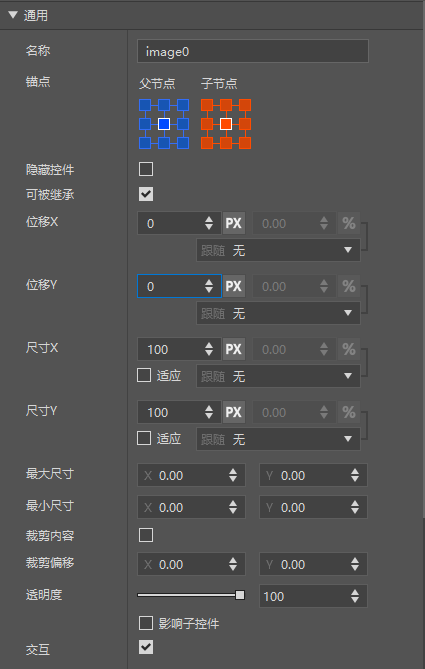 通用
名称 image0
锚点 父节点 子节点
隐藏控件
可被继承
位移X 0 PX 0.00 %
跟随 无
位移Y 0 PX 0.00 %
跟随 无
尺寸X 100 PX 0.00 %
适应 跟随 无
尺寸Y 100 PX 0.00 %
适应 跟随 无
最大尺寸 X 0.00 Y 0.00
最小尺寸 X 0.00 Y 0.00
裁剪内容
裁剪偏移 X 0.00 Y 0.00
透明度 100
影响子控件
交互